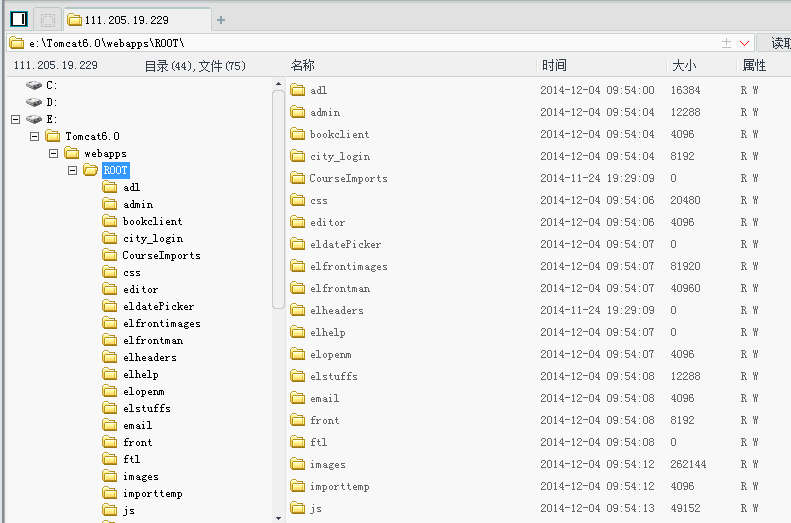 111.205.19.229
e:\Tomcat6.0\webapps\ROOT\
读取
111.205.19.229 目录(44),文件(75)
名称 时间 大小 属性
C:
D:
E:
Tomcat6.0
webapps
ROOT
adl
admin
bookclient
city_login
CourseImports
css
editor
eldatePicker
elfrontimages
elfrontman
elheaders
elhelp
elopenm
elstuffs
email
front
ftl
images
importtemp
js
adl 2014-12-04 09:54:00 16384 R W
admin 2014-12-04 09:54:04 12288 R W
bookclient 2014-12-04 09:54:04 4096 R W
city_login 2014-12-04 09:54:04 8192 R W
CourseImports 2014-11-24 19:29:09 0 R W
css 2014-12-04 09:54:06 20480 R W
editor 2014-12-04 09:54:06 4096 R W
eldatePicker 2014-12-04 09:54:07 0 R W
elfrontimages 2014-12-04 09:54:07 81920 R W
elfrontman 2014-12-04 09:54:07 40960 R W
elheaders 2014-11-24 19:29:09 0 R W
elhelp 2014-12-04 09:54:07 0 R W
elopenm 2014-12-04 09:54:07 4096 R W
elstuffs 2014-12-04 09:54:08 12288 R W
email 2014-12-04 09:54:08 4096 R W
front 2014-12-04 09:54:08 8192 R W
ftl 2014-12-04 09:54:08 0 R W
images 2014-12-04 09:54:12 262144 R W
importtemp 2014-12-04 09:54:12 4096 R W
js 2014-12-04 09:54:13 49152 R W